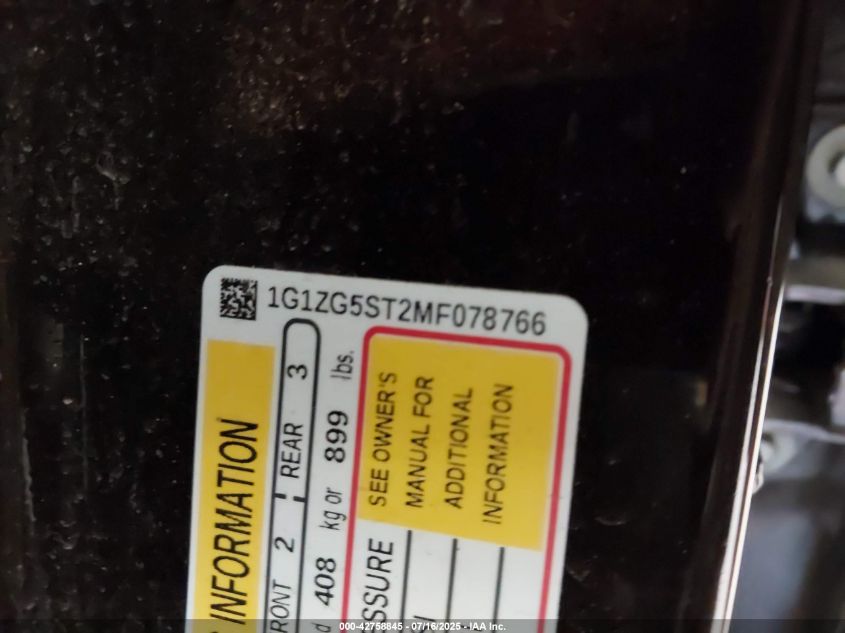 1G1ZG5ST2MF078766
INFORMATION
RONT 2 REAR 3
408 kg or 899 lbs.
SSURE
SEE OWNER'S
MANUAL FOR
ADDITIONAL
INFORMATION
000-42758845 - 07/16/2025 - IAA Inc.